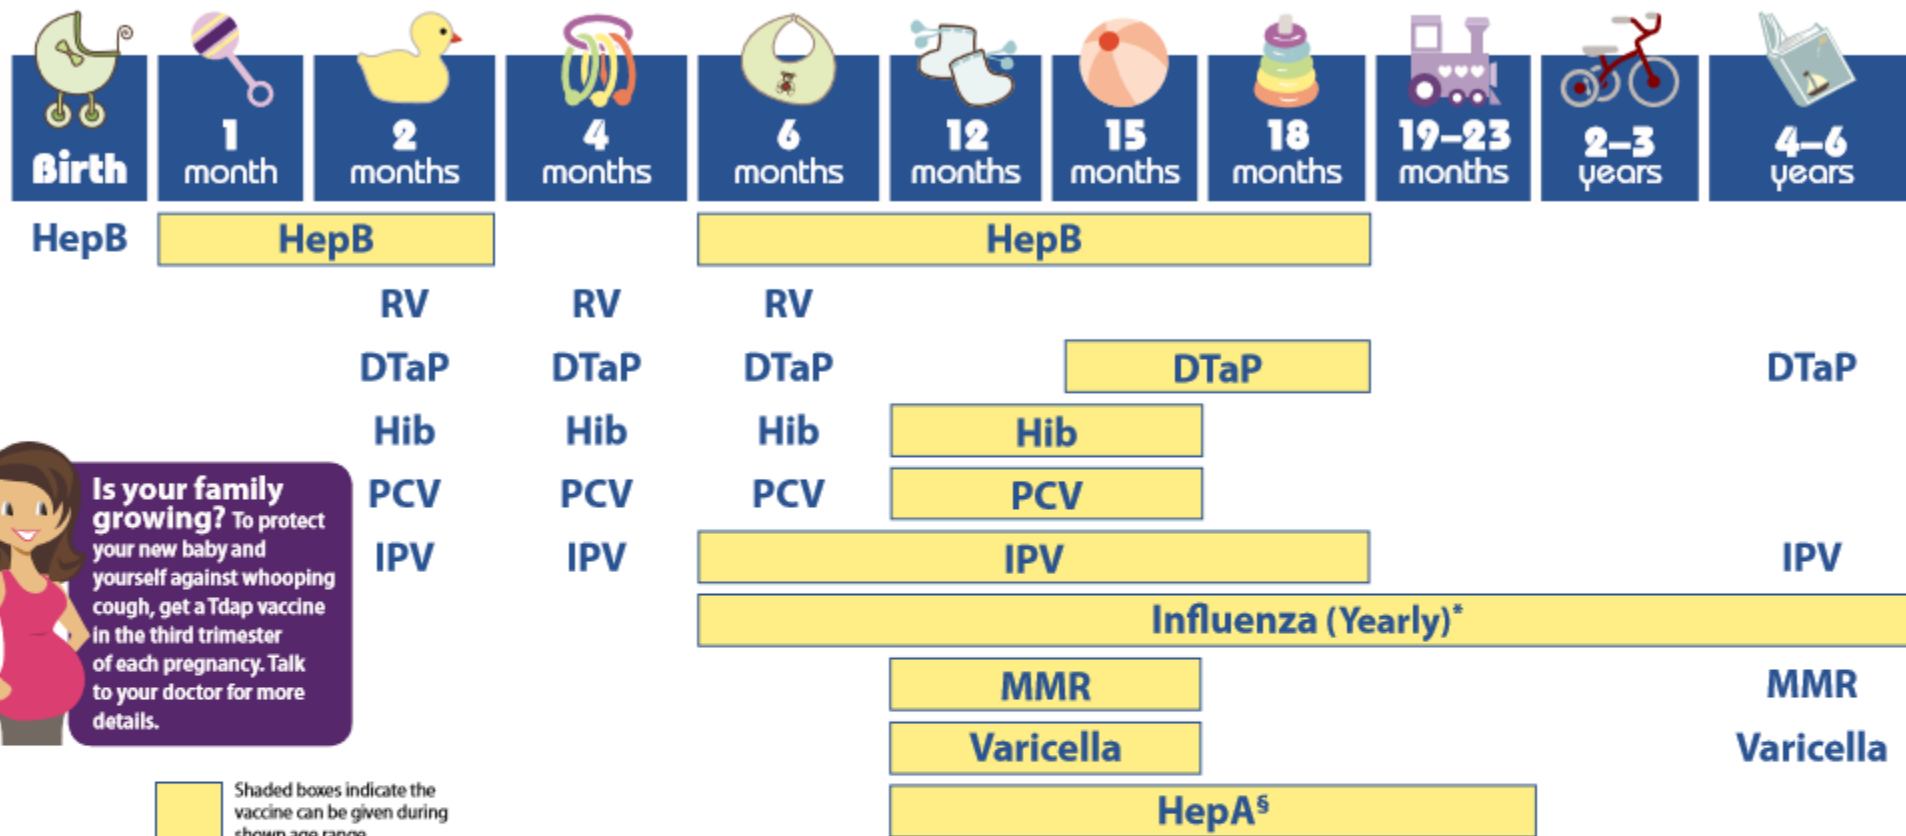 Birth
1
month
2
months
4
months
6
months
12
months
15
months
18
months
19–23
months
2–3
years
4–6
years
HepB HepB HepB
RV RV RV
DTaP DTaP DTaP DTaP DTaP
Hib Hib Hib Hib
PCV PCV PCV PCV
IPV IPV IPV IPV
Influenza (Yearly)*
MMR MMR
Varicella Varicella
HepA§
Is your family
growing? To protect
your new baby and
yourself against whooping
cough, get a Tdap vaccine
in the third trimester
of each pregnancy. Talk
to your doctor for more
details.
Shaded boxes indicate the
vaccine can be given during
shown age range.